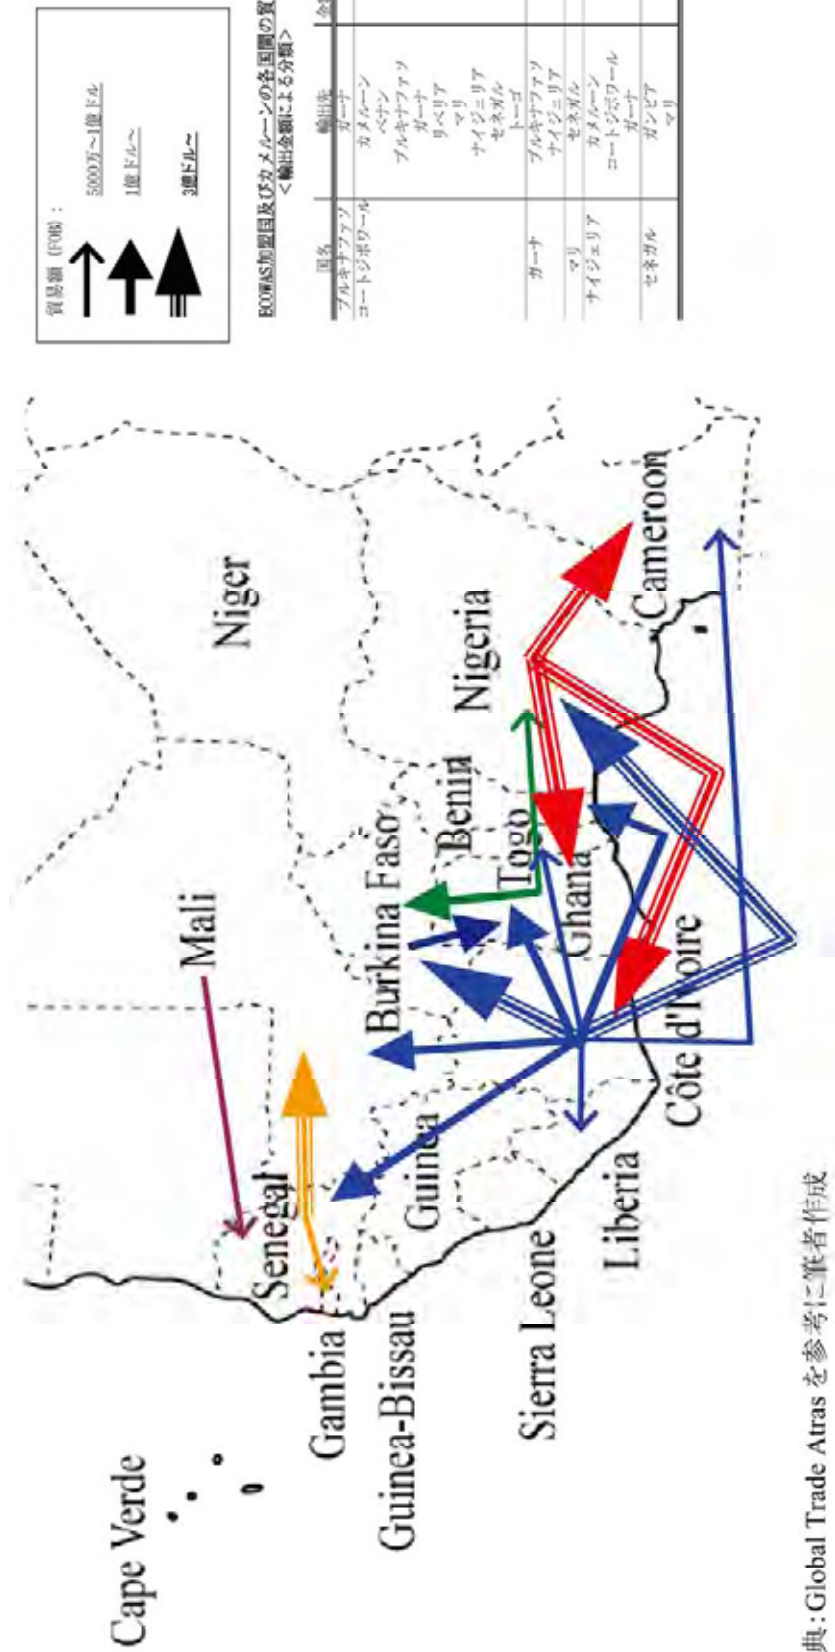 Cape Verde
Mali
Niger
Senegal
Gambia
Guinea-Bissau
Guinea
Burkina Faso
Benin
Nigeria
Togo
Ghana
Sierra Leone
Liberia
Côte d'Ivoire
Cameroon
貿易額 (FOB) :
5000万～1億ドル
1億ドル～
3億ドル～
ECOWAS加盟国及びカメルーンの各国間の貿
＜輸出金額による分類＞
国名 輸出先 金
ブルキナファソ ガーナ
コートジボワール カメルーン
ベナン
ブルキナファソ
ガーナ
リベリア
マリ
ナイジェリア
セネガル
トーゴ
ガーナ ブルキナファソ
ナイジェリア
マリ セネガル
ナイジェリア カメルーン
コートジボワール
ガーナ
セネガル ガンビア
マリ
典 : Global Trade Atras を参考に筆者作成